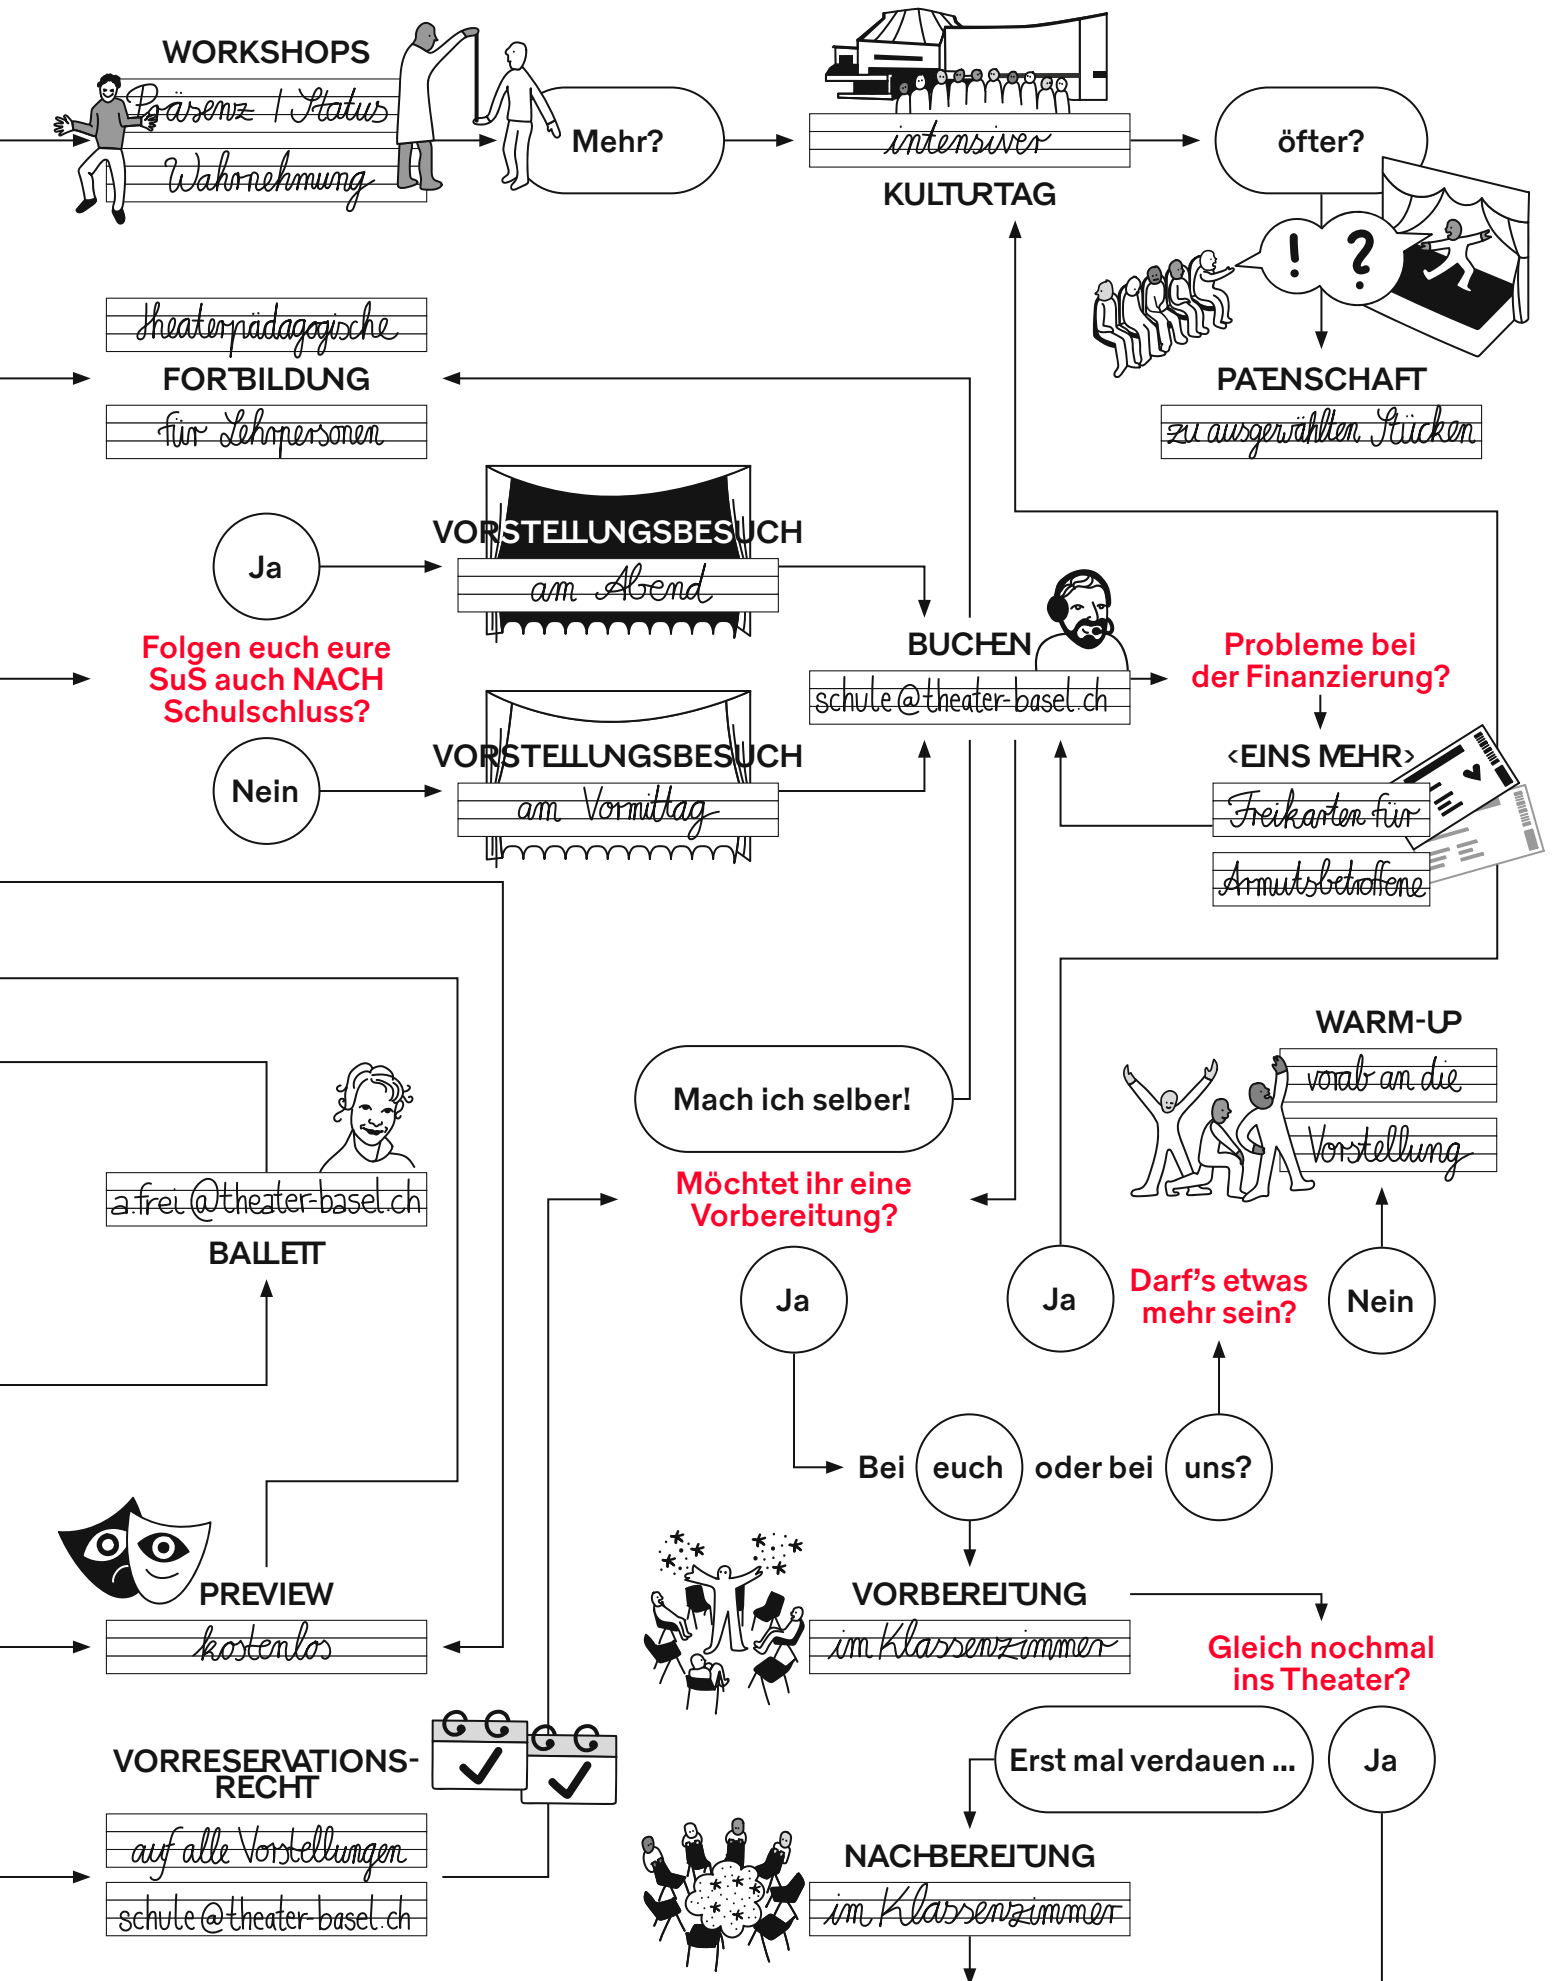 WORKSHOPS
Präsenz / Status
Wahrnehmung
Mehr?
intensiver
KULTURTAG
öfter?
! ?
PATENSCHAFT
zu ausgewählten Stücken
theaterpädagogische
FORTBILDUNG
für Lehrpersonen
Ja
Folgen euch eure
SuS auch NACH
Schulschluss?
Nein
VORSTELLUNGSBESUCH
am Abend
VORSTELLUNGSBESUCH
am Vormittag
BUCHEN
schule@theater-basel.ch
Probleme bei
der Finanzierung?
‹EINS MEHR›
Freikarten für
Armutsbetroffene
WARM-UP
vorab an die
Vorstellung
Mach ich selber!
Möchtet ihr eine
Vorbereitung?
Ja
Ja
Darf’s etwas
mehr sein?
Nein
a.frei@theater-basel.ch
BALLETT
Bei euch oder bei uns?
PREVIEW
kostenlos
VORBEREITUNG
im Klassenzimmer
Gleich nochmal
ins Theater?
Erst mal verdauen ...
Ja
VORRESERVATIONS-
RECHT
auf alle Vorstellungen
schule@theater-basel.ch
NACHBEREITUNG
im Klassenzimmer